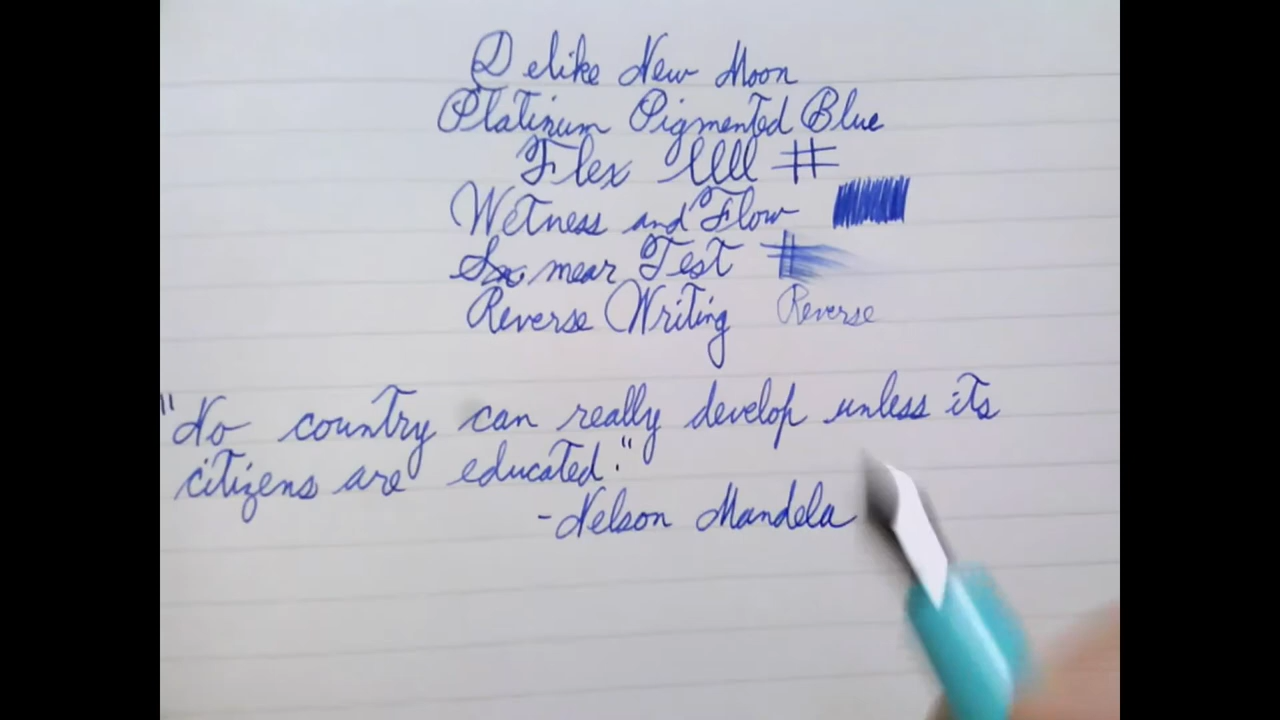 Delike New Moon
Platinum Pigmented Blue
Flex llll #
Wetness and Flow
Smear Test #
Reverse Writing Reverse
"No country can really develop unless its
citizens are educated."
-Nelson Mandela